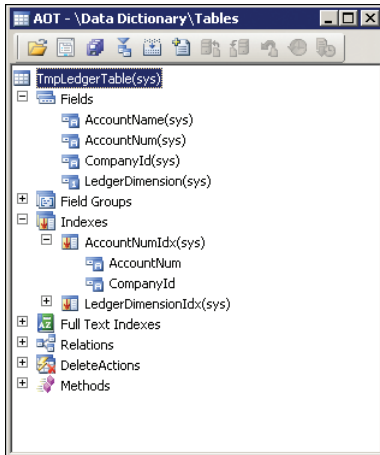 AOT - \Data Dictionary\Tables
TmpLedgerTable(sys)
Fields
AccountName(sys)
AccountNum(sys)
CompanyId(sys)
LedgerDimension(sys)
Field Groups
Indexes
AccountNumIdx(sys)
AccountNum
CompanyId
LedgerDimensionIdx(sys)
Full Text Indexes
Relations
DeleteActions
Methods